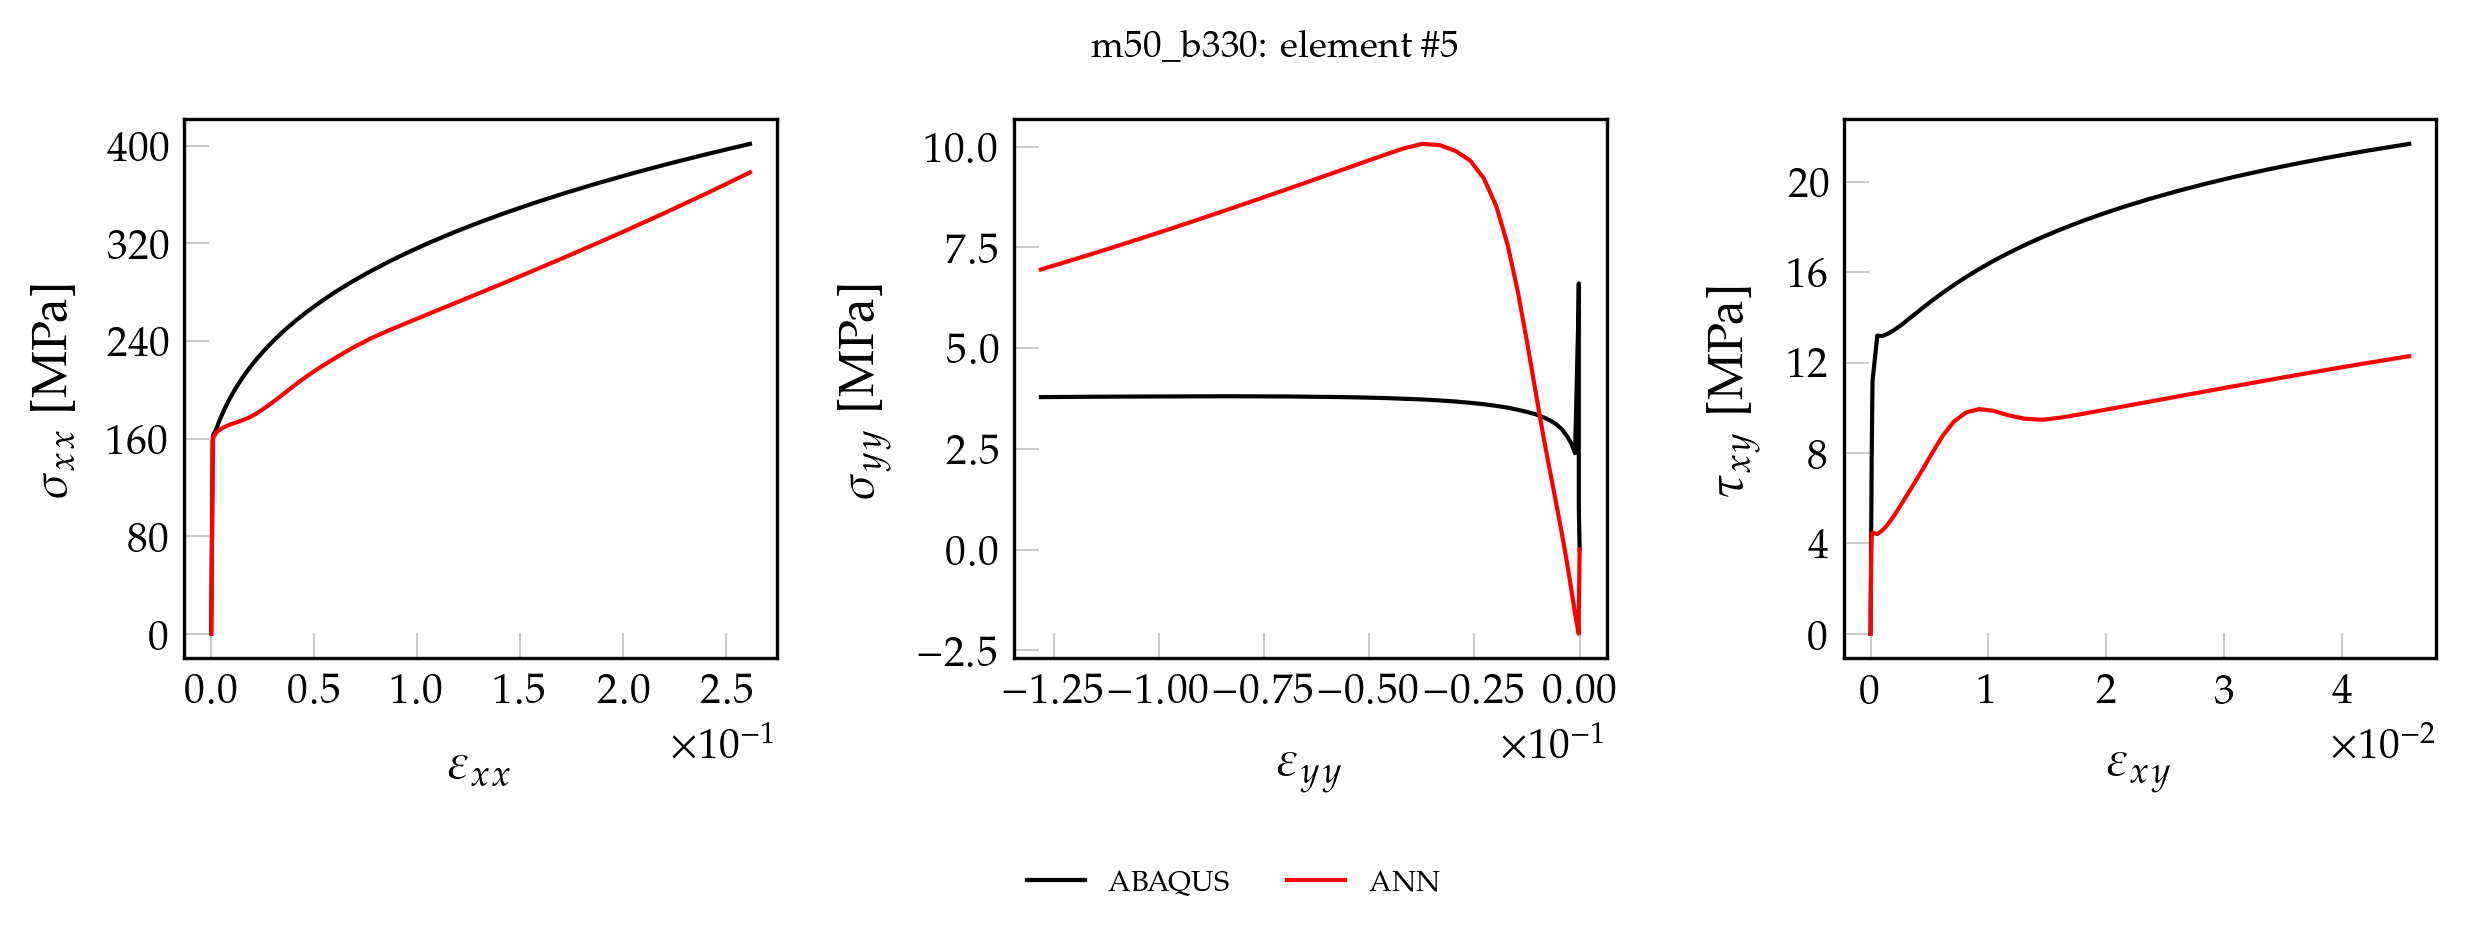 m50_b330: element #5
σxx [MPa]
400
320
240
160
80
0
0.0 0.5 1.0 1.5 2.0 2.5
×10⁻¹
εxx
σyy [MPa]
10.0
7.5
5.0
2.5
0.0
−2.5
−1.25 −1.00 −0.75 −0.50 −0.25 0.00
×10⁻¹
εyy
τxy [MPa]
20
16
12
8
4
0
0 1 2 3 4
×10⁻²
εxy
ABAQUS ANN